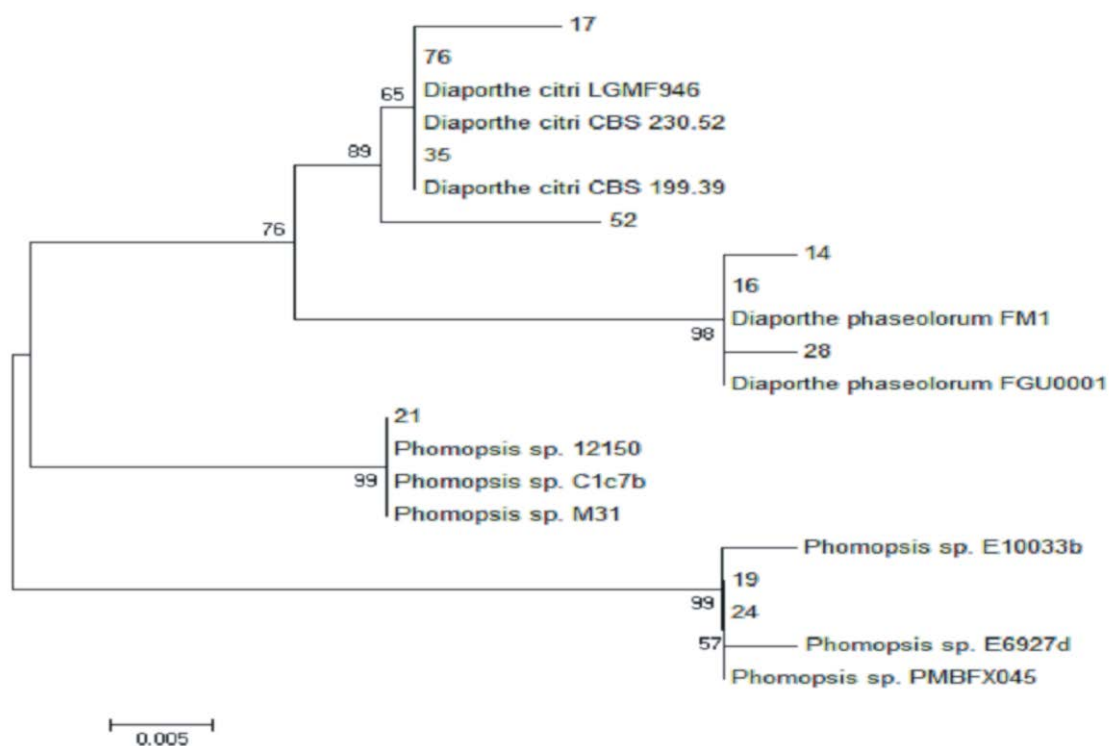 17
76
65
Diaporthe citri LGMF946
Diaporthe citri CBS 230.52
89
35
Diaporthe citri CBS 199.39
52
76
14
16
Diaporthe phaseolorum FM1
98
28
Diaporthe phaseolorum FGU0001
21
Phomopsis sp. 12150
99
Phomopsis sp. C1c7b
Phomopsis sp. M31
Phomopsis sp. E10033b
19
99
24
57
Phomopsis sp. E6927d
Phomopsis sp. PMBFX045
0.005